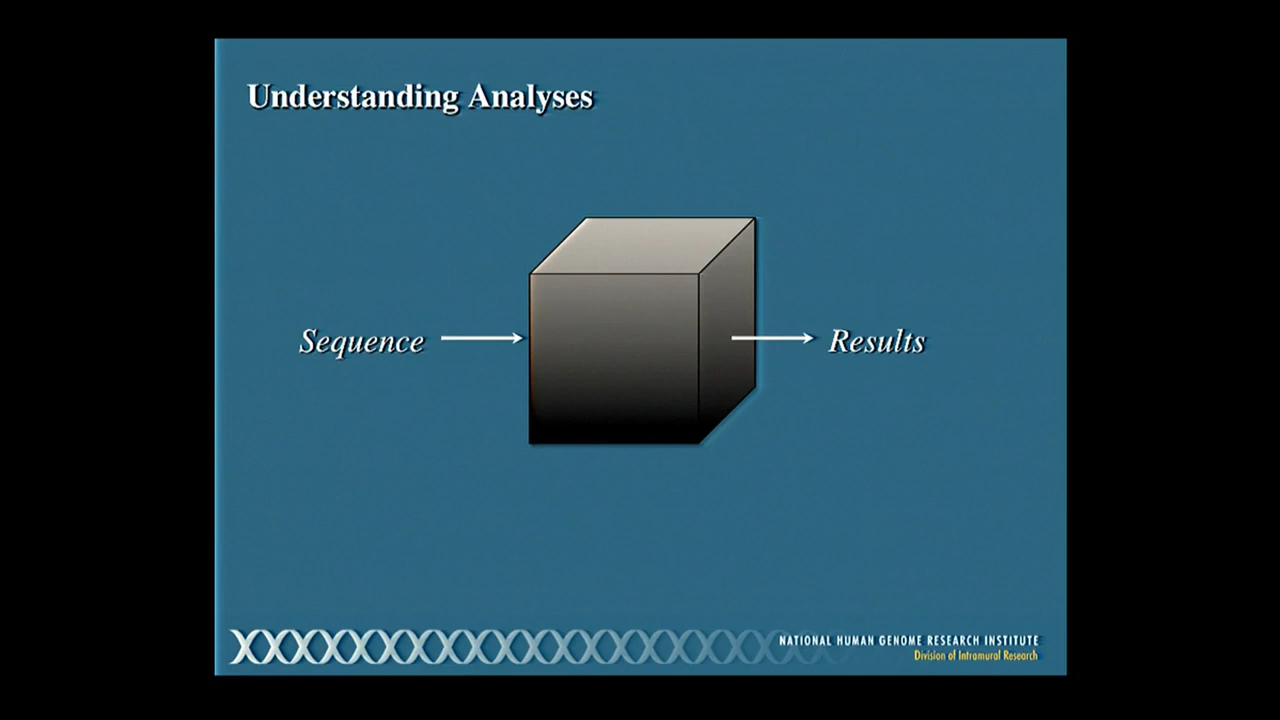 Understanding Analyses
Sequence
Results
NATIONAL HUMAN GENOME RESEARCH INSTITUTE
Division of Intramural Research